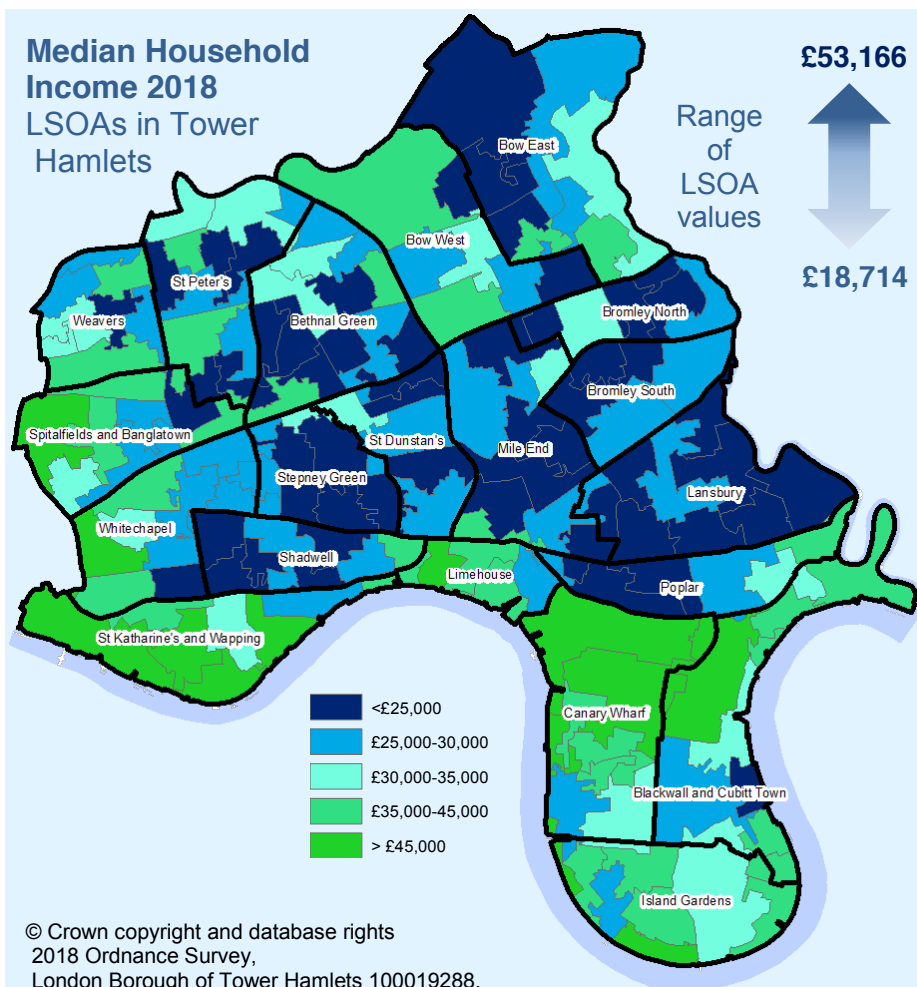 Median Household
Income 2018
LSOAs in Tower
Hamlets
£53,166
Range
of
LSOA
values
£18,714
Bow East
Bow West
St Peter's
Weavers
Bethnal Green
Bromley North
Bromley South
Spitalfields and Banglatown
St Dunstan's
Mile End
Stepney Green
Lansbury
Whitechapel
Shadwell
Limehouse
Poplar
St Katharine's and Wapping
Canary Wharf
Blackwall and Cubitt Town
Island Gardens
<£25,000
£25,000-30,000
£30,000-35,000
£35,000-45,000
> £45,000
© Crown copyright and database rights
2018 Ordnance Survey,
London Borough of Tower Hamlets 100019288.